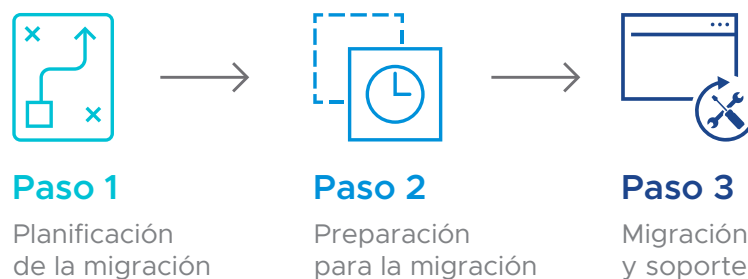 Paso 1
Planificación
de la migración
Paso 2
Preparación
para la migración
Paso 3
Migración
y soporte